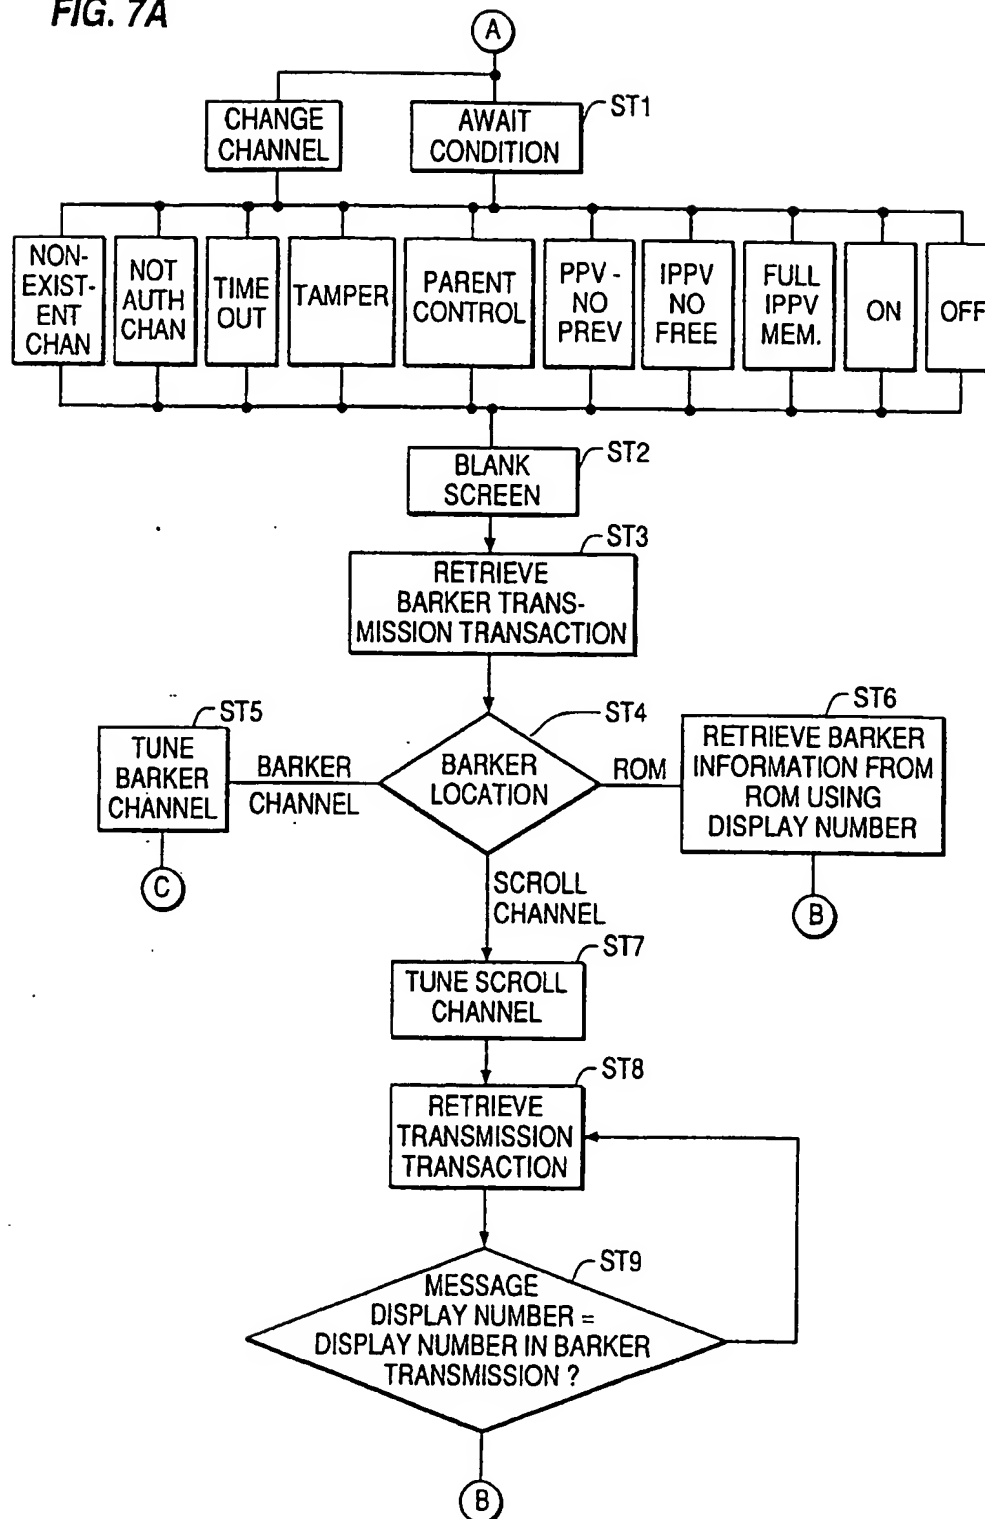 FIG. 7A
A
CHANGE
CHANNEL
AWAIT
CONDITION
ST1
NON-
EXIST-
ENT
CHAN
NOT
AUTH
CHAN
TIME
OUT
TAMPER
PARENT
CONTROL
PPV -
NO
PREV
IPPV
NO
FREE
FULL
IPPV
MEM.
ON
OFF
BLANK
SCREEN
ST2
RETRIEVE
BARKER TRANS-
MISSION TRANSACTION
ST3
TUNE
BARKER
CHANNEL
ST5
BARKER
CHANNEL
BARKER
LOCATION
ST4
ROM
RETRIEVE BARKER
INFORMATION FROM
ROM USING
DISPLAY NUMBER
ST6
C
B
SCROLL
CHANNEL
TUNE SCROLL
CHANNEL
ST7
RETRIEVE
TRANSMISSION
TRANSACTION
ST8
MESSAGE
DISPLAY NUMBER =
DISPLAY NUMBER IN BARKER
TRANSMISSION ?
ST9
B